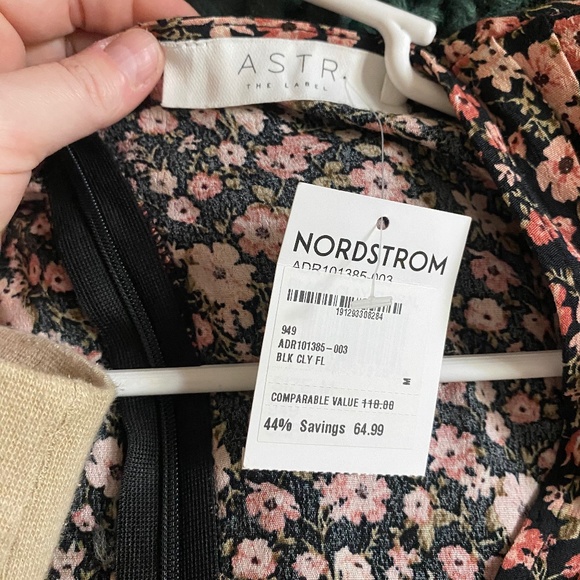 ASTR.
THE LABEL
NORDSTROM
ADR101385-003
191293308284
949
ADR101385-003
BLK CLY FL
M
COMPARABLE VALUE 118.00
44% Savings 64.99